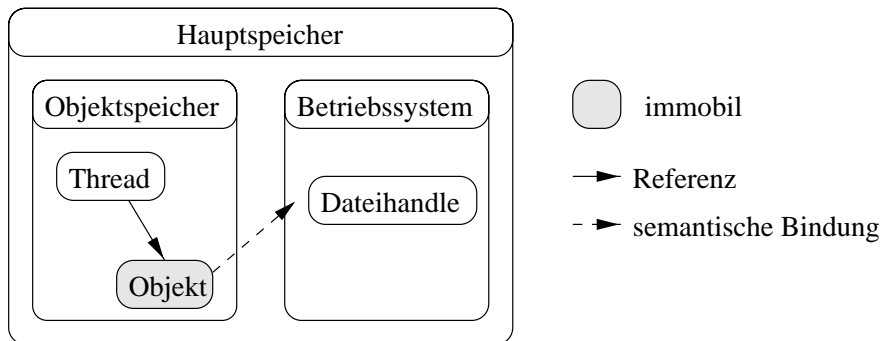 Hauptspeicher
Objektspeicher
Betriebssystem
immobil
Thread
Referenz
Dateihandle
semantische Bindung
Objekt